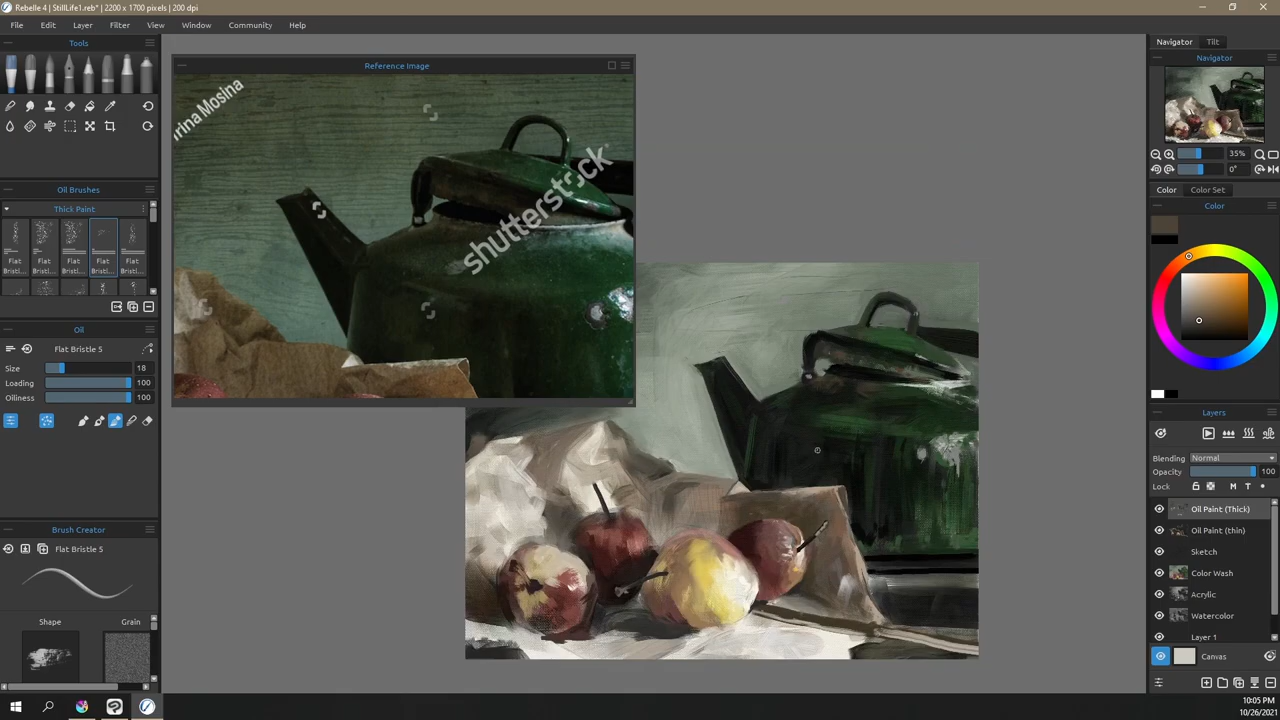 Rebelle 4 | StillLife1.reb* | 2200 x 1700 pixels | 200 dpi
File Edit Layer Filter View Window Community Help
Tools
Oil Brushes
Thick Paint
Flat Flat Flat Flat Flat
Bristl... Bristl... Bristl... Bristl... Bristl...
Oil
Flat Bristle 5
Size 18
Loading 100
Oiliness 100
Brush Creator
Flat Bristle 5
Shape Grain
Reference Image
rina Mosina
shutterstock
Navigator Tilt
Navigator
35%
0°
Color Color Set
Color
Layers
Blending Normal
Opacity 100
Lock M T
Oil Paint (Thick)
Oil Paint (thin)
Sketch
Color Wash
Acrylic
Watercolor
Layer 1
Canvas
10:05 PM
10/26/2021